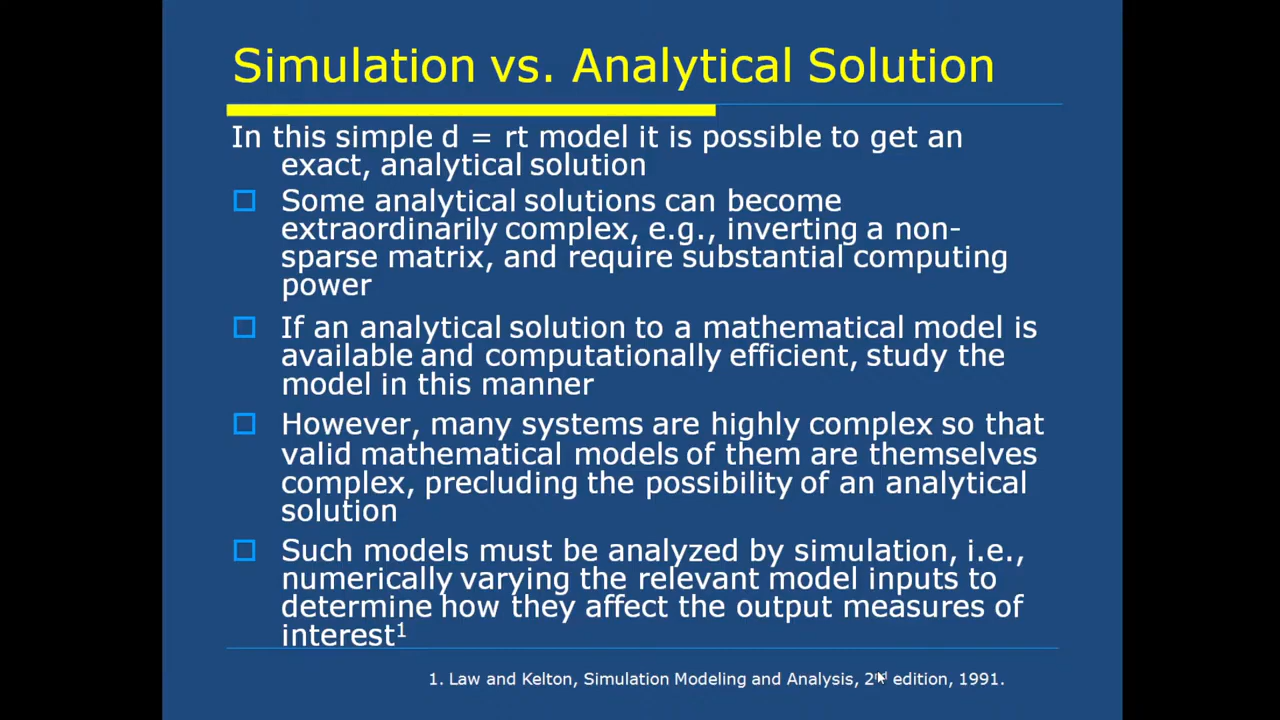 Simulation vs. Analytical Solution
In this simple d = rt model it is possible to get an
exact, analytical solution
Some analytical solutions can become
extraordinarily complex, e.g., inverting a non-
sparse matrix, and require substantial computing
power
If an analytical solution to a mathematical model is
available and computationally efficient, study the
model in this manner
However, many systems are highly complex so that
valid mathematical models of them are themselves
complex, precluding the possibility of an analytical
solution
Such models must be analyzed by simulation, i.e.,
numerically varying the relevant model inputs to
determine how they affect the output measures of
interest1
1. Law and Kelton, Simulation Modeling and Analysis, 2nd edition, 1991.